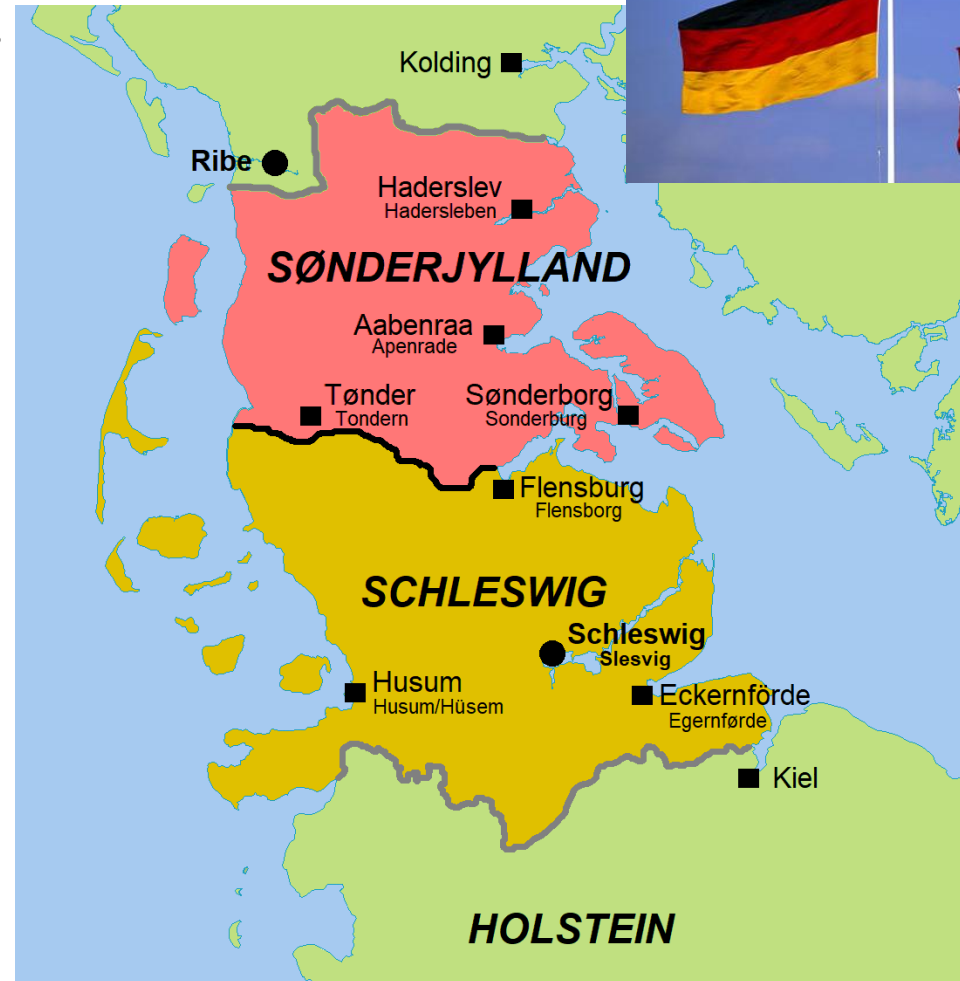 Kolding
Ribe
Haderslev
Hadersleben
SØNDERJYLLAND
Aabenraa
Apenrade
Tønder
Tondern
Sønderborg
Sonderburg
Flensburg
Flensborg
SCHLESWIG
Schleswig
Slesvig
Husum
Husum/Hüsem
Eckernförde
Egernførde
Kiel
HOLSTEIN